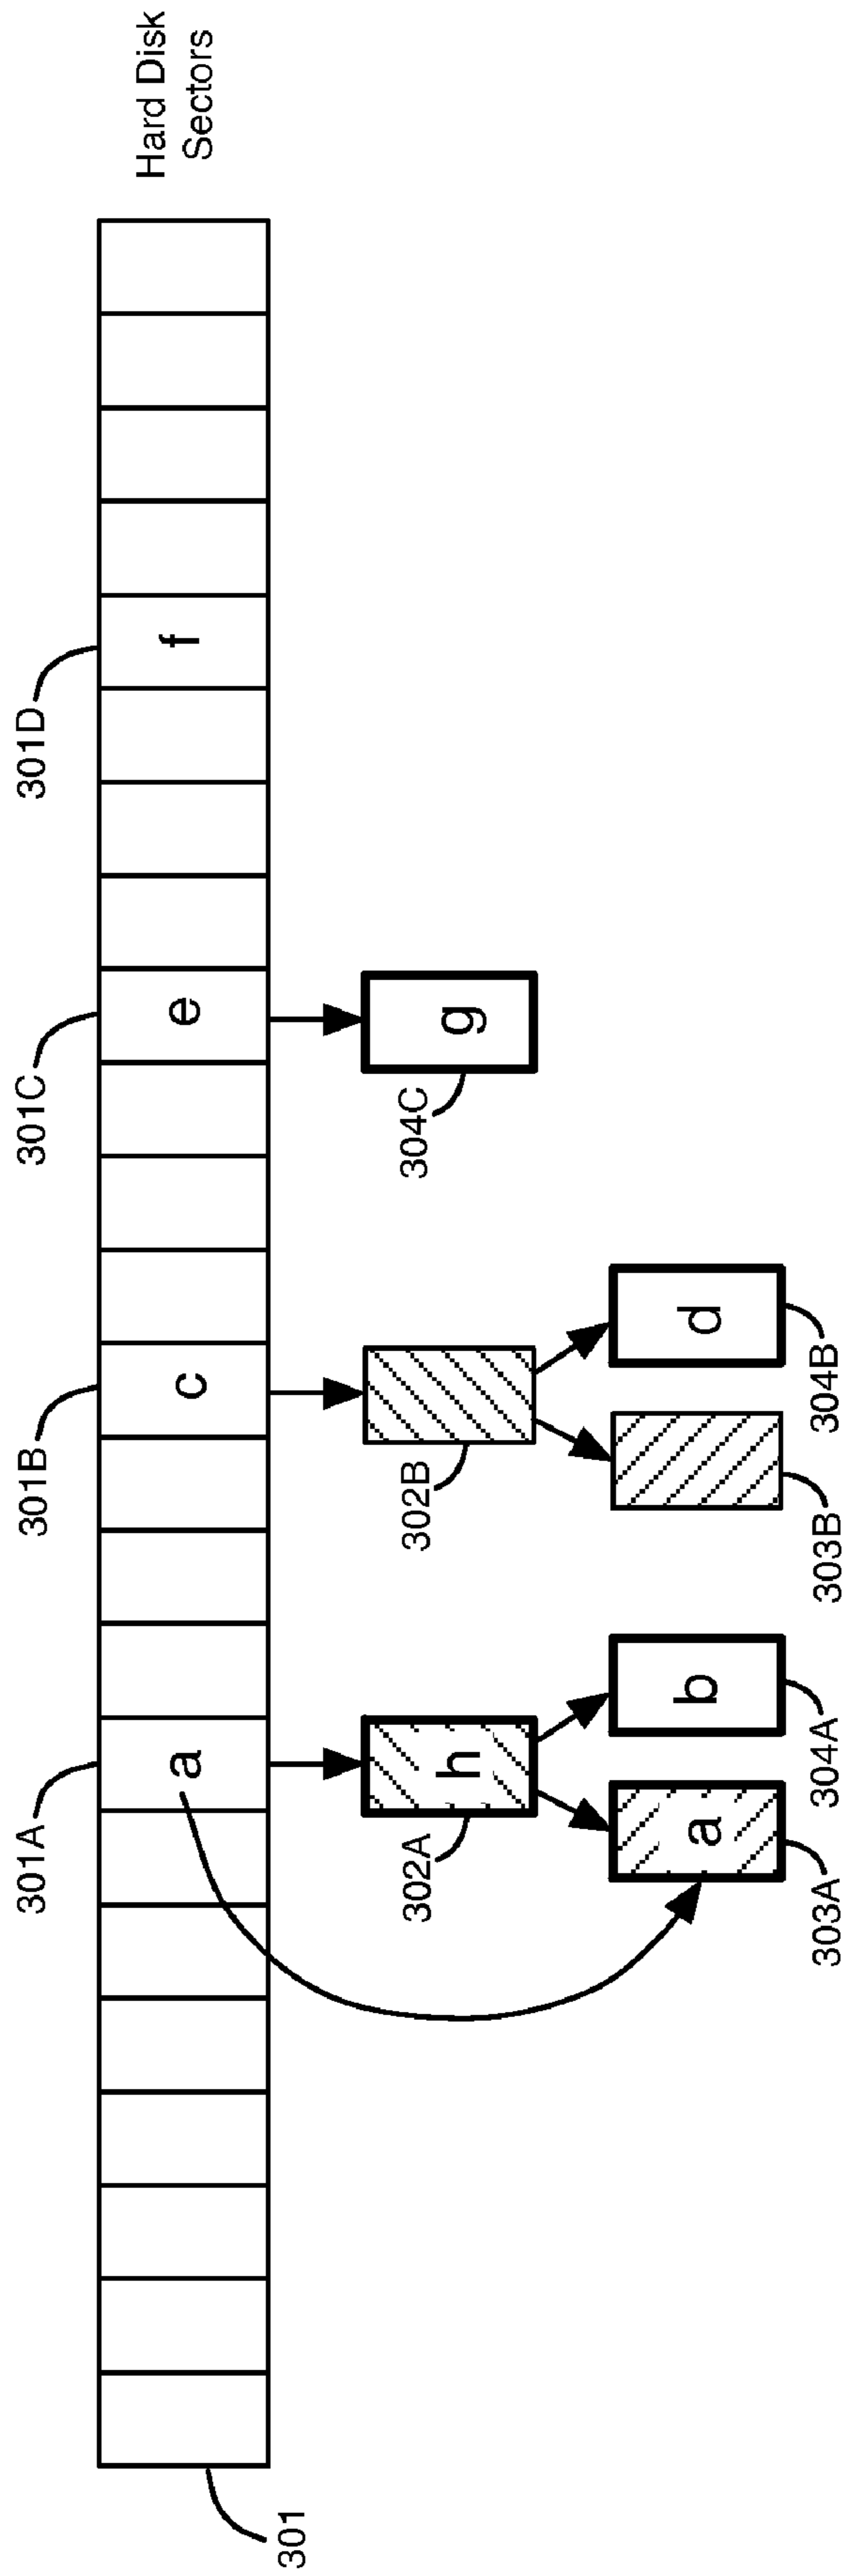 301A
301B
301C
301D
a
c
e
f
Hard Disk
Sectors
301
h
302A
302B
g
304C
a
b
d
303A
304A
303B
304B